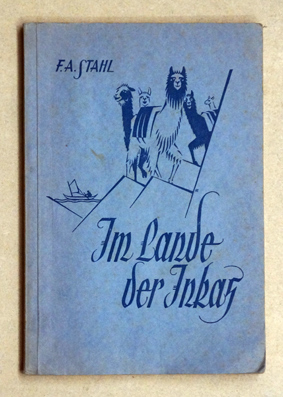 F.A. STAHL
Im Lande
der Inkas